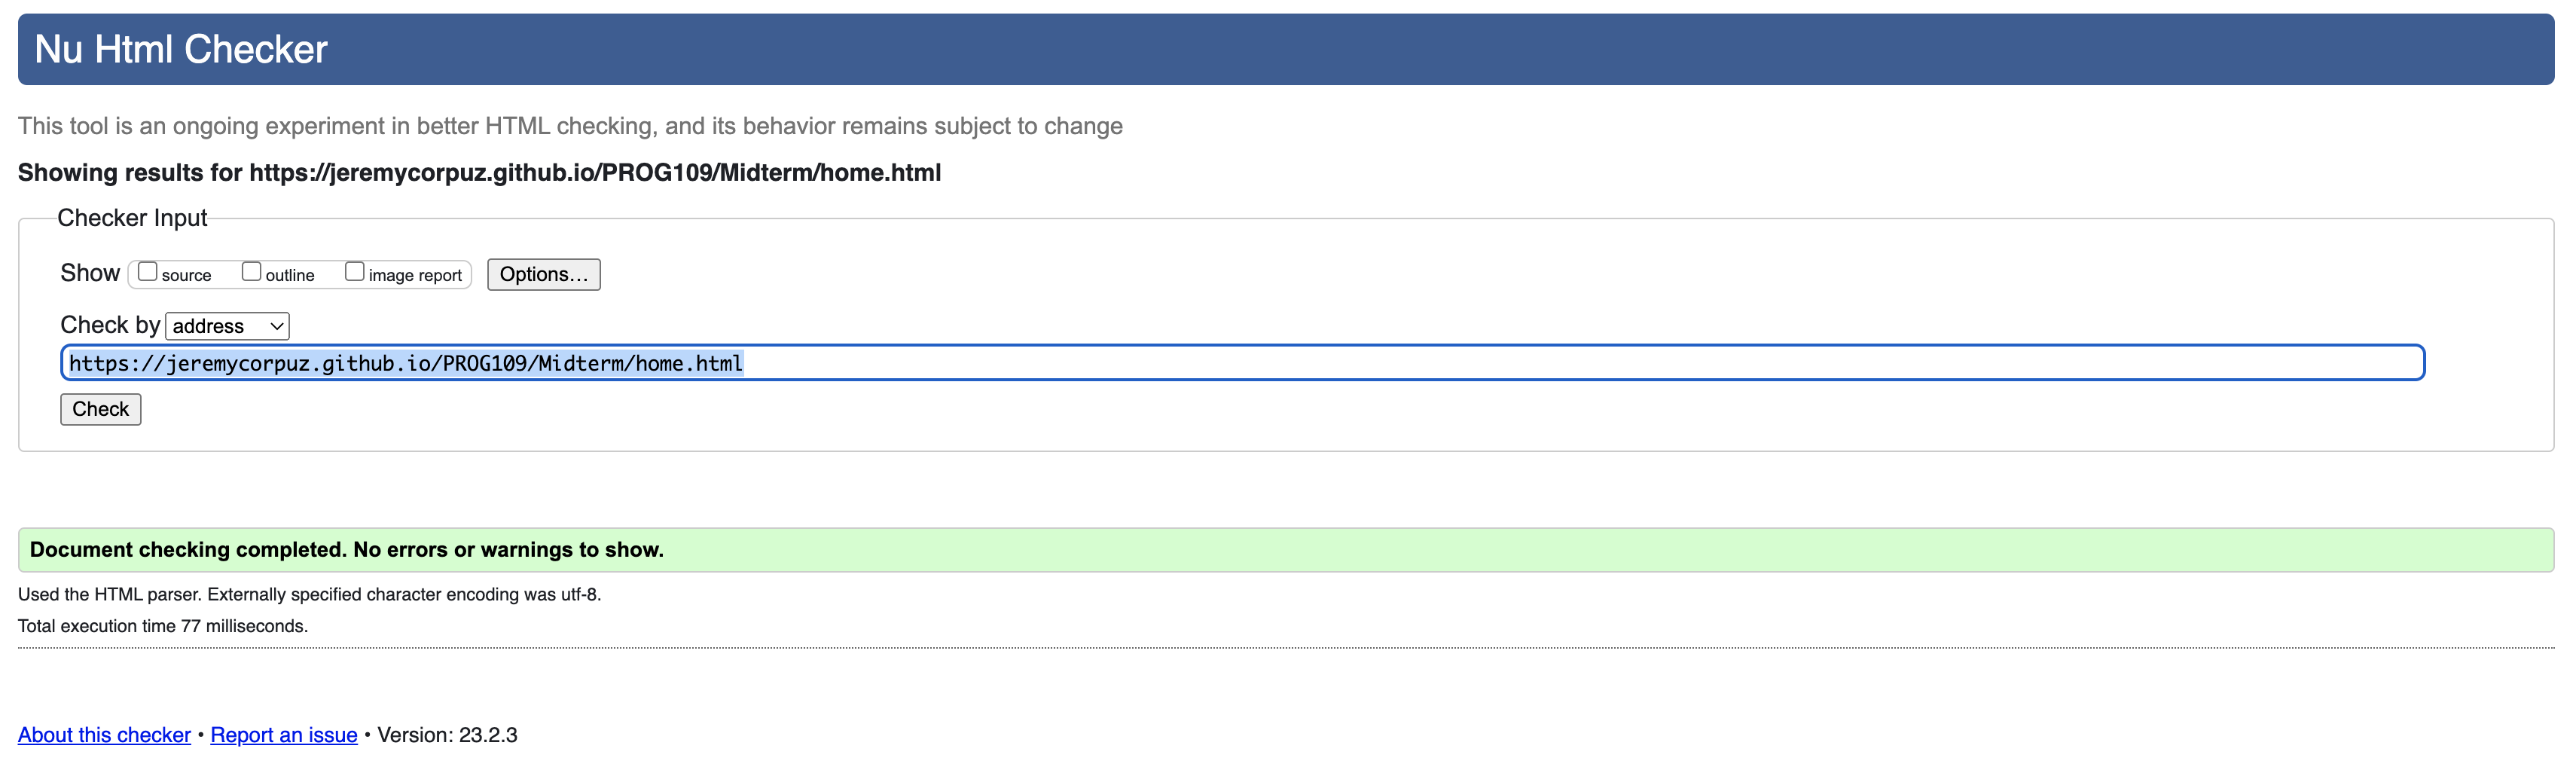 Nu Html Checker
This tool is an ongoing experiment in better HTML checking, and its behavior remains subject to change
Showing results for https://jeremycorpuz.github.io/PROG109/Midterm/home.html
Checker Input
Show source outline image report Options…
Check by address
https://jeremycorpuz.github.io/PROG109/Midterm/home.html
Check
Document checking completed. No errors or warnings to show.
Used the HTML parser. Externally specified character encoding was utf-8.
Total execution time 77 milliseconds.
About this checker • Report an issue • Version: 23.2.3